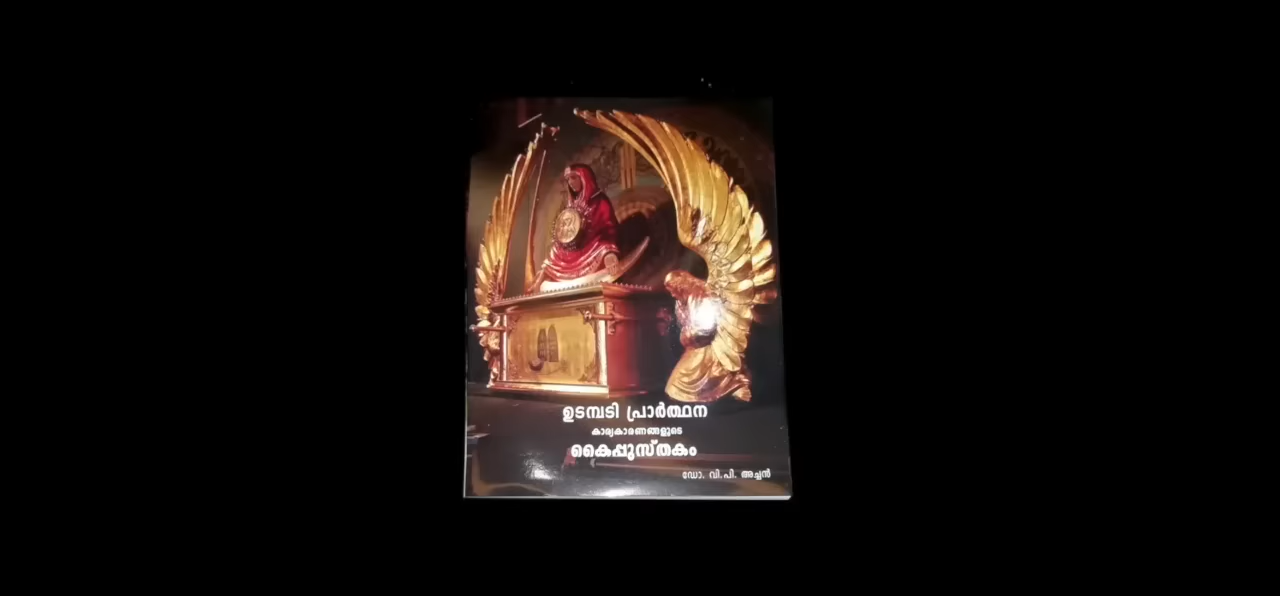 ഉടമ്പടി പ്രാർത്ഥന
കാര്യകാരണങ്ങളുടെ
കൈപ്പുസ്തകം
ഡോ. വി.പി. അച്ചൻ